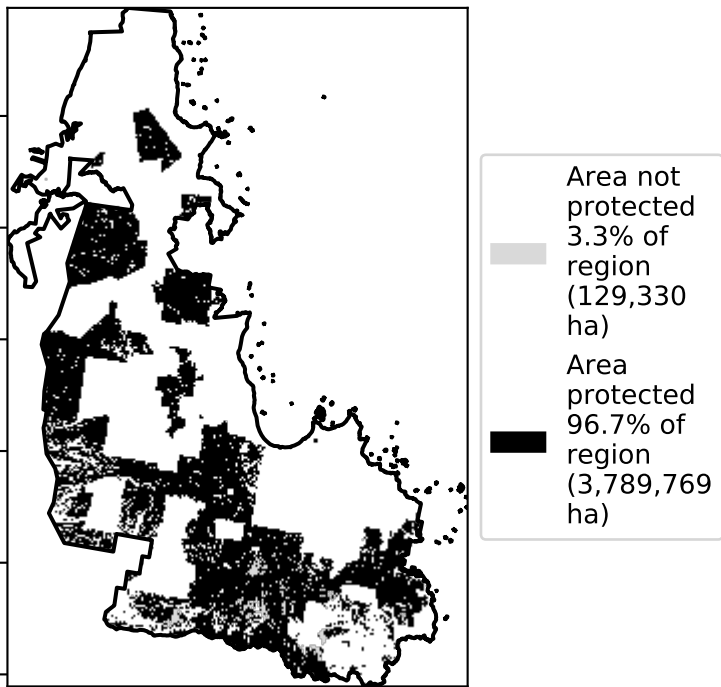 Area not
protected
3.3% of
region
(129,330
ha)
Area
protected
96.7% of
region
(3,789,769
ha)